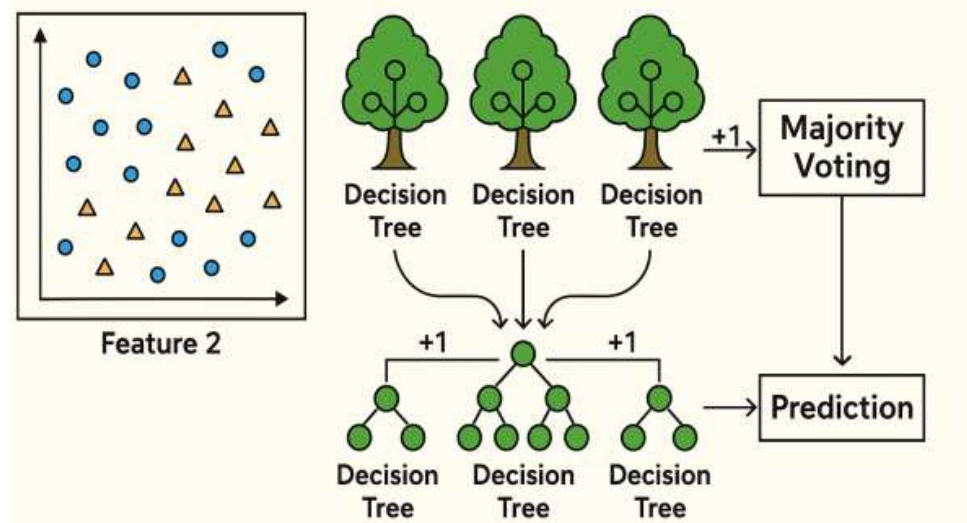 Feature 2
Decision
Tree
Decision
Tree
Decision
Tree
+1
Majority
Voting
+1
+1
Prediction
Decision
Tree
Decision
Tree
Decision
Tree